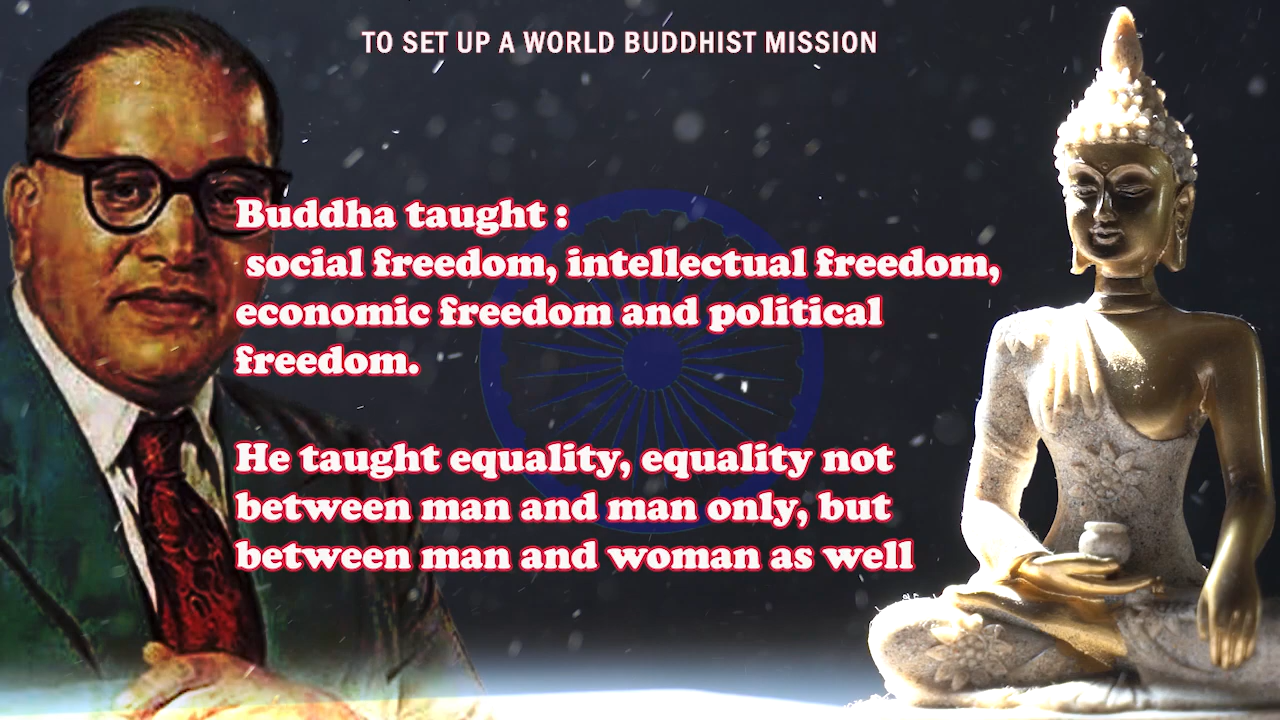 TO SET UP A WORLD BUDDHIST MISSION
Buddha taught :
social freedom, intellectual freedom,
economic freedom and political
freedom.
He taught equality, equality not
between man and man only, but
between man and woman as well